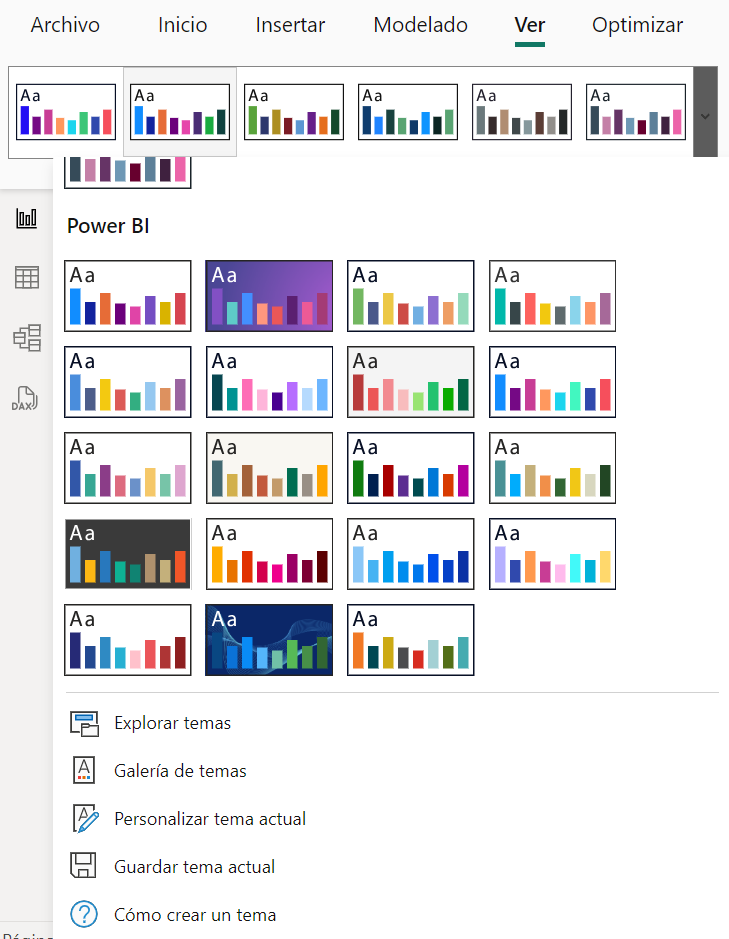 Archivo Inicio Insertar Modelado Ver Optimizar
Aa Aa Aa Aa Aa Aa
Power BI
Aa Aa Aa Aa
Aa Aa Aa Aa
Aa Aa Aa Aa
DAX
Aa Aa Aa Aa
Aa Aa Aa
Explorar temas
Galería de temas
Personalizar tema actual
Guardar tema actual
Cómo crear un tema